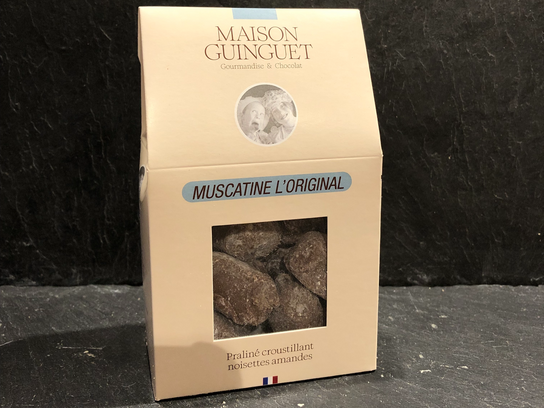 MAISON
GUINGUET
Gourmandise & Chocolat
MUSCATINE L'ORIGINAL
Praliné croustillant
noisettes amandes